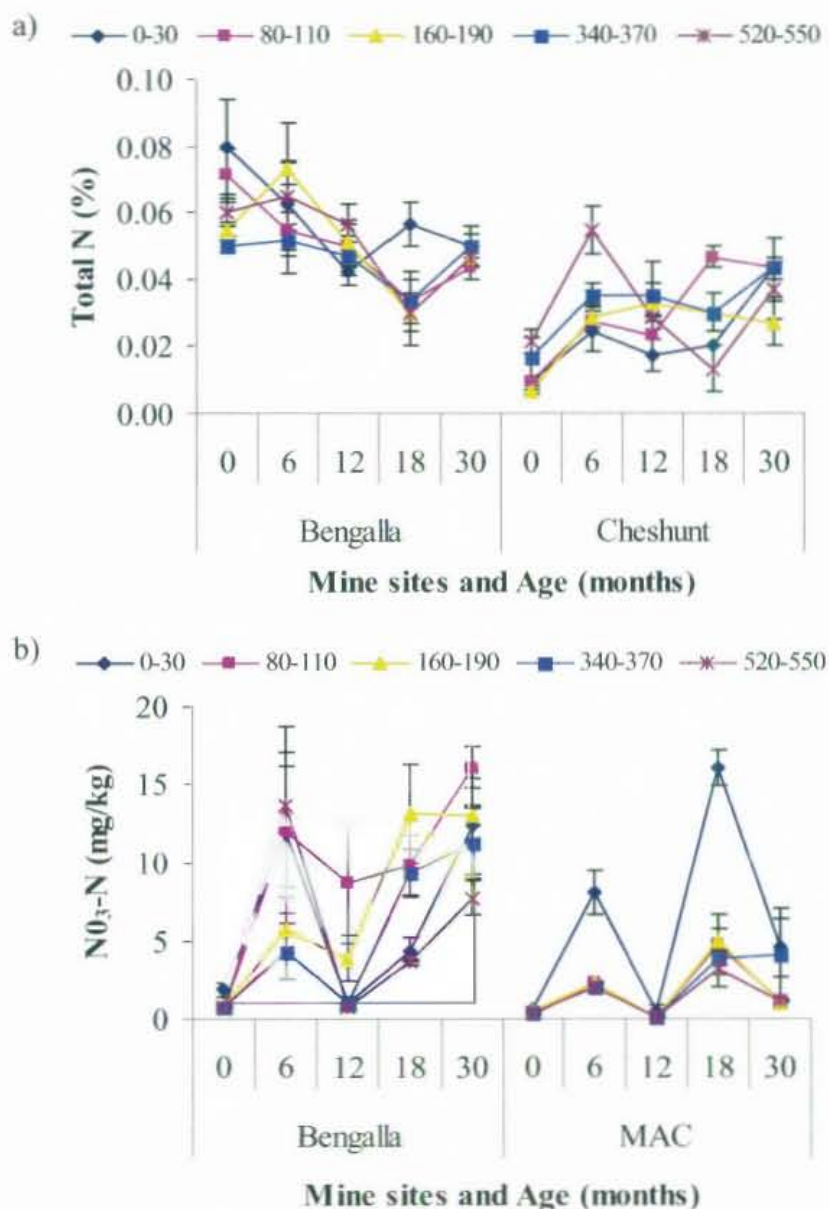 a)
0-30 80-110 160-190 340-370 520-550
Total N (%)
0.10
0.08
0.06
0.04
0.02
0.00
0 6 12 18 30 0 6 12 18 30
Bengalla Cheshunt
Mine sites and Age (months)
b)
0-30 80-110 160-190 340-370 520-550
N0₃-N (mg/kg)
20
15
10
5
0
0 6 12 18 30 0 6 12 18 30
Bengalla MAC
Mine sites and Age (months)